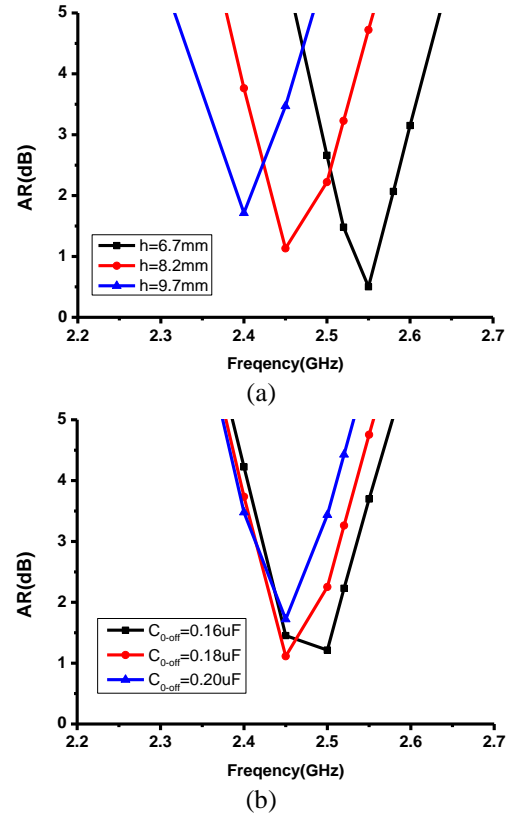 5
4
3
2
1
0
AR(dB)
h=6.7mm
h=8.2mm
h=9.7mm
2.2 2.3 2.4 2.5 2.6 2.7
Freqency(GHz)
(a)
5
4
3
2
1
0
AR(dB)
C0-off=0.16uF
C0-off=0.18uF
C0-off=0.20uF
2.2 2.3 2.4 2.5 2.6 2.7
Freqency(GHz)
(b)